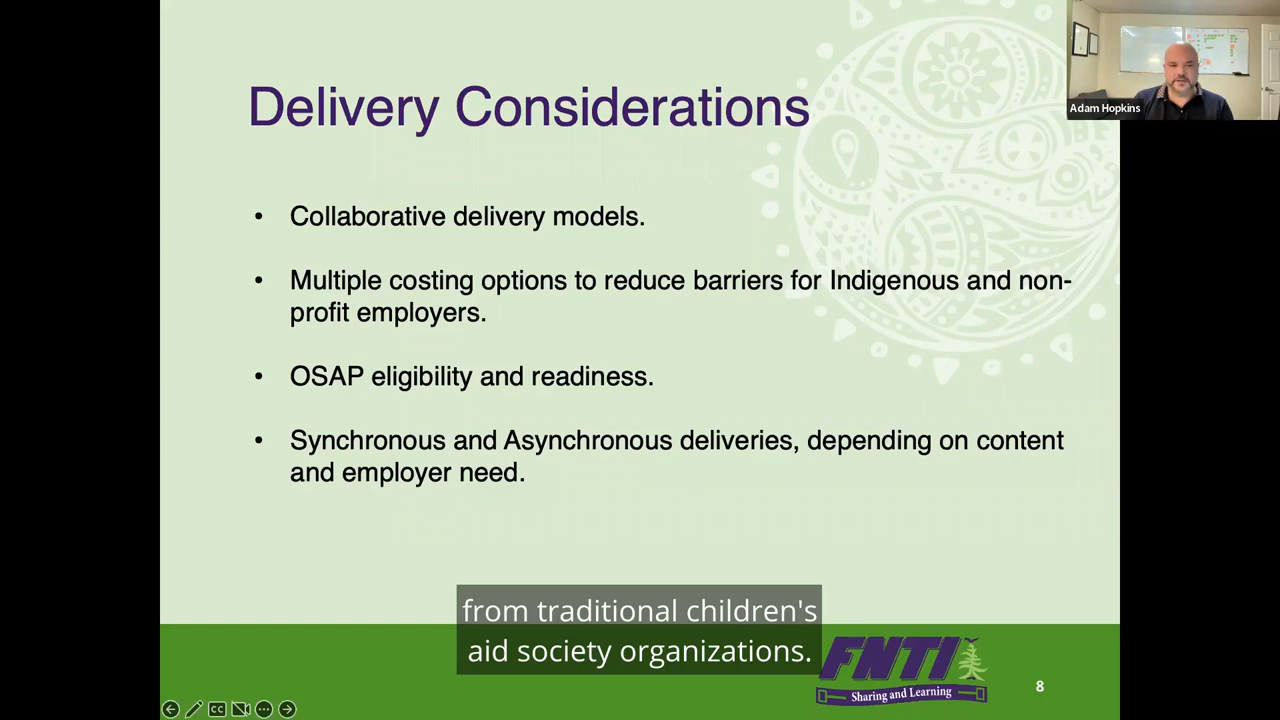 Delivery Considerations
Adam Hopkins
• Collaborative delivery models.
• Multiple costing options to reduce barriers for Indigenous and non-
profit employers.
• OSAP eligibility and readiness.
• Synchronous and Asynchronous deliveries, depending on content
and employer need.
from traditional children's
aid society organizations.
FNTI
Sharing and Learning
8
CC